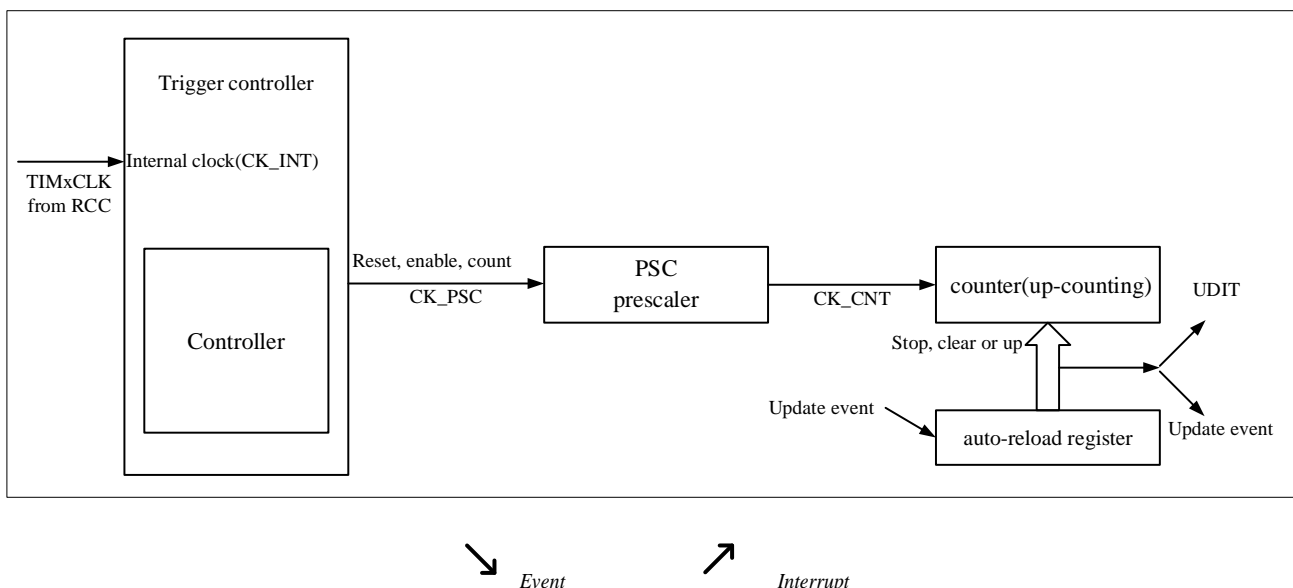 Trigger controller
Internal clock(CK_INT)
TIMxCLK
from RCC
Controller
Reset, enable, count
CK_PSC
PSC
prescaler
CK_CNT
counter(up-counting)
UDIT
Stop, clear or up
Update event
auto-reload register
Update event
Event
Interrupt